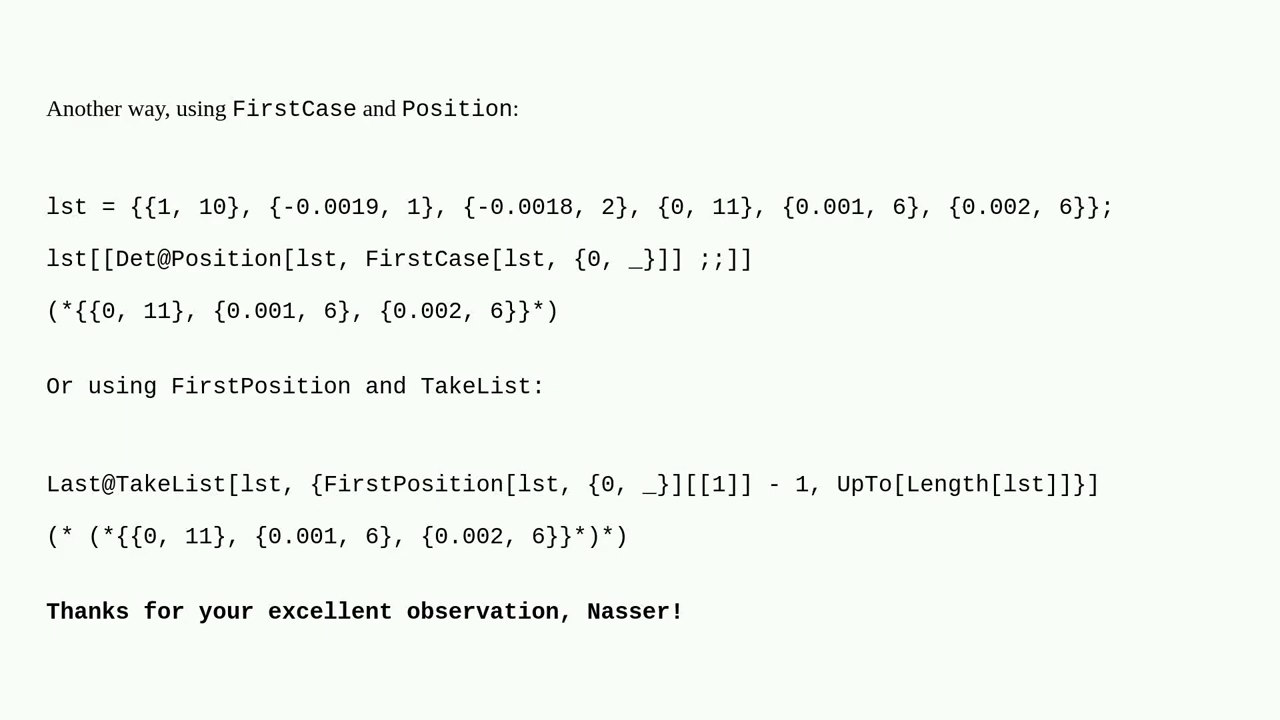 Another way, using FirstCase and Position:
lst = {{1, 10}, {-0.0019, 1}, {-0.0018, 2}, {0, 11}, {0.001, 6}, {0.002, 6}};
lst[[Det@Position[lst, FirstCase[lst, {0, _}]] ;;]]
(*{{0, 11}, {0.001, 6}, {0.002, 6}}*)
Or using FirstPosition and TakeList:
Last@TakeList[lst, {FirstPosition[lst, {0, _}][[1]] - 1, UpTo[Length[lst]]}]
(* (*{{0, 11}, {0.001, 6}, {0.002, 6}}*)*)
Thanks for your excellent observation, Nasser!